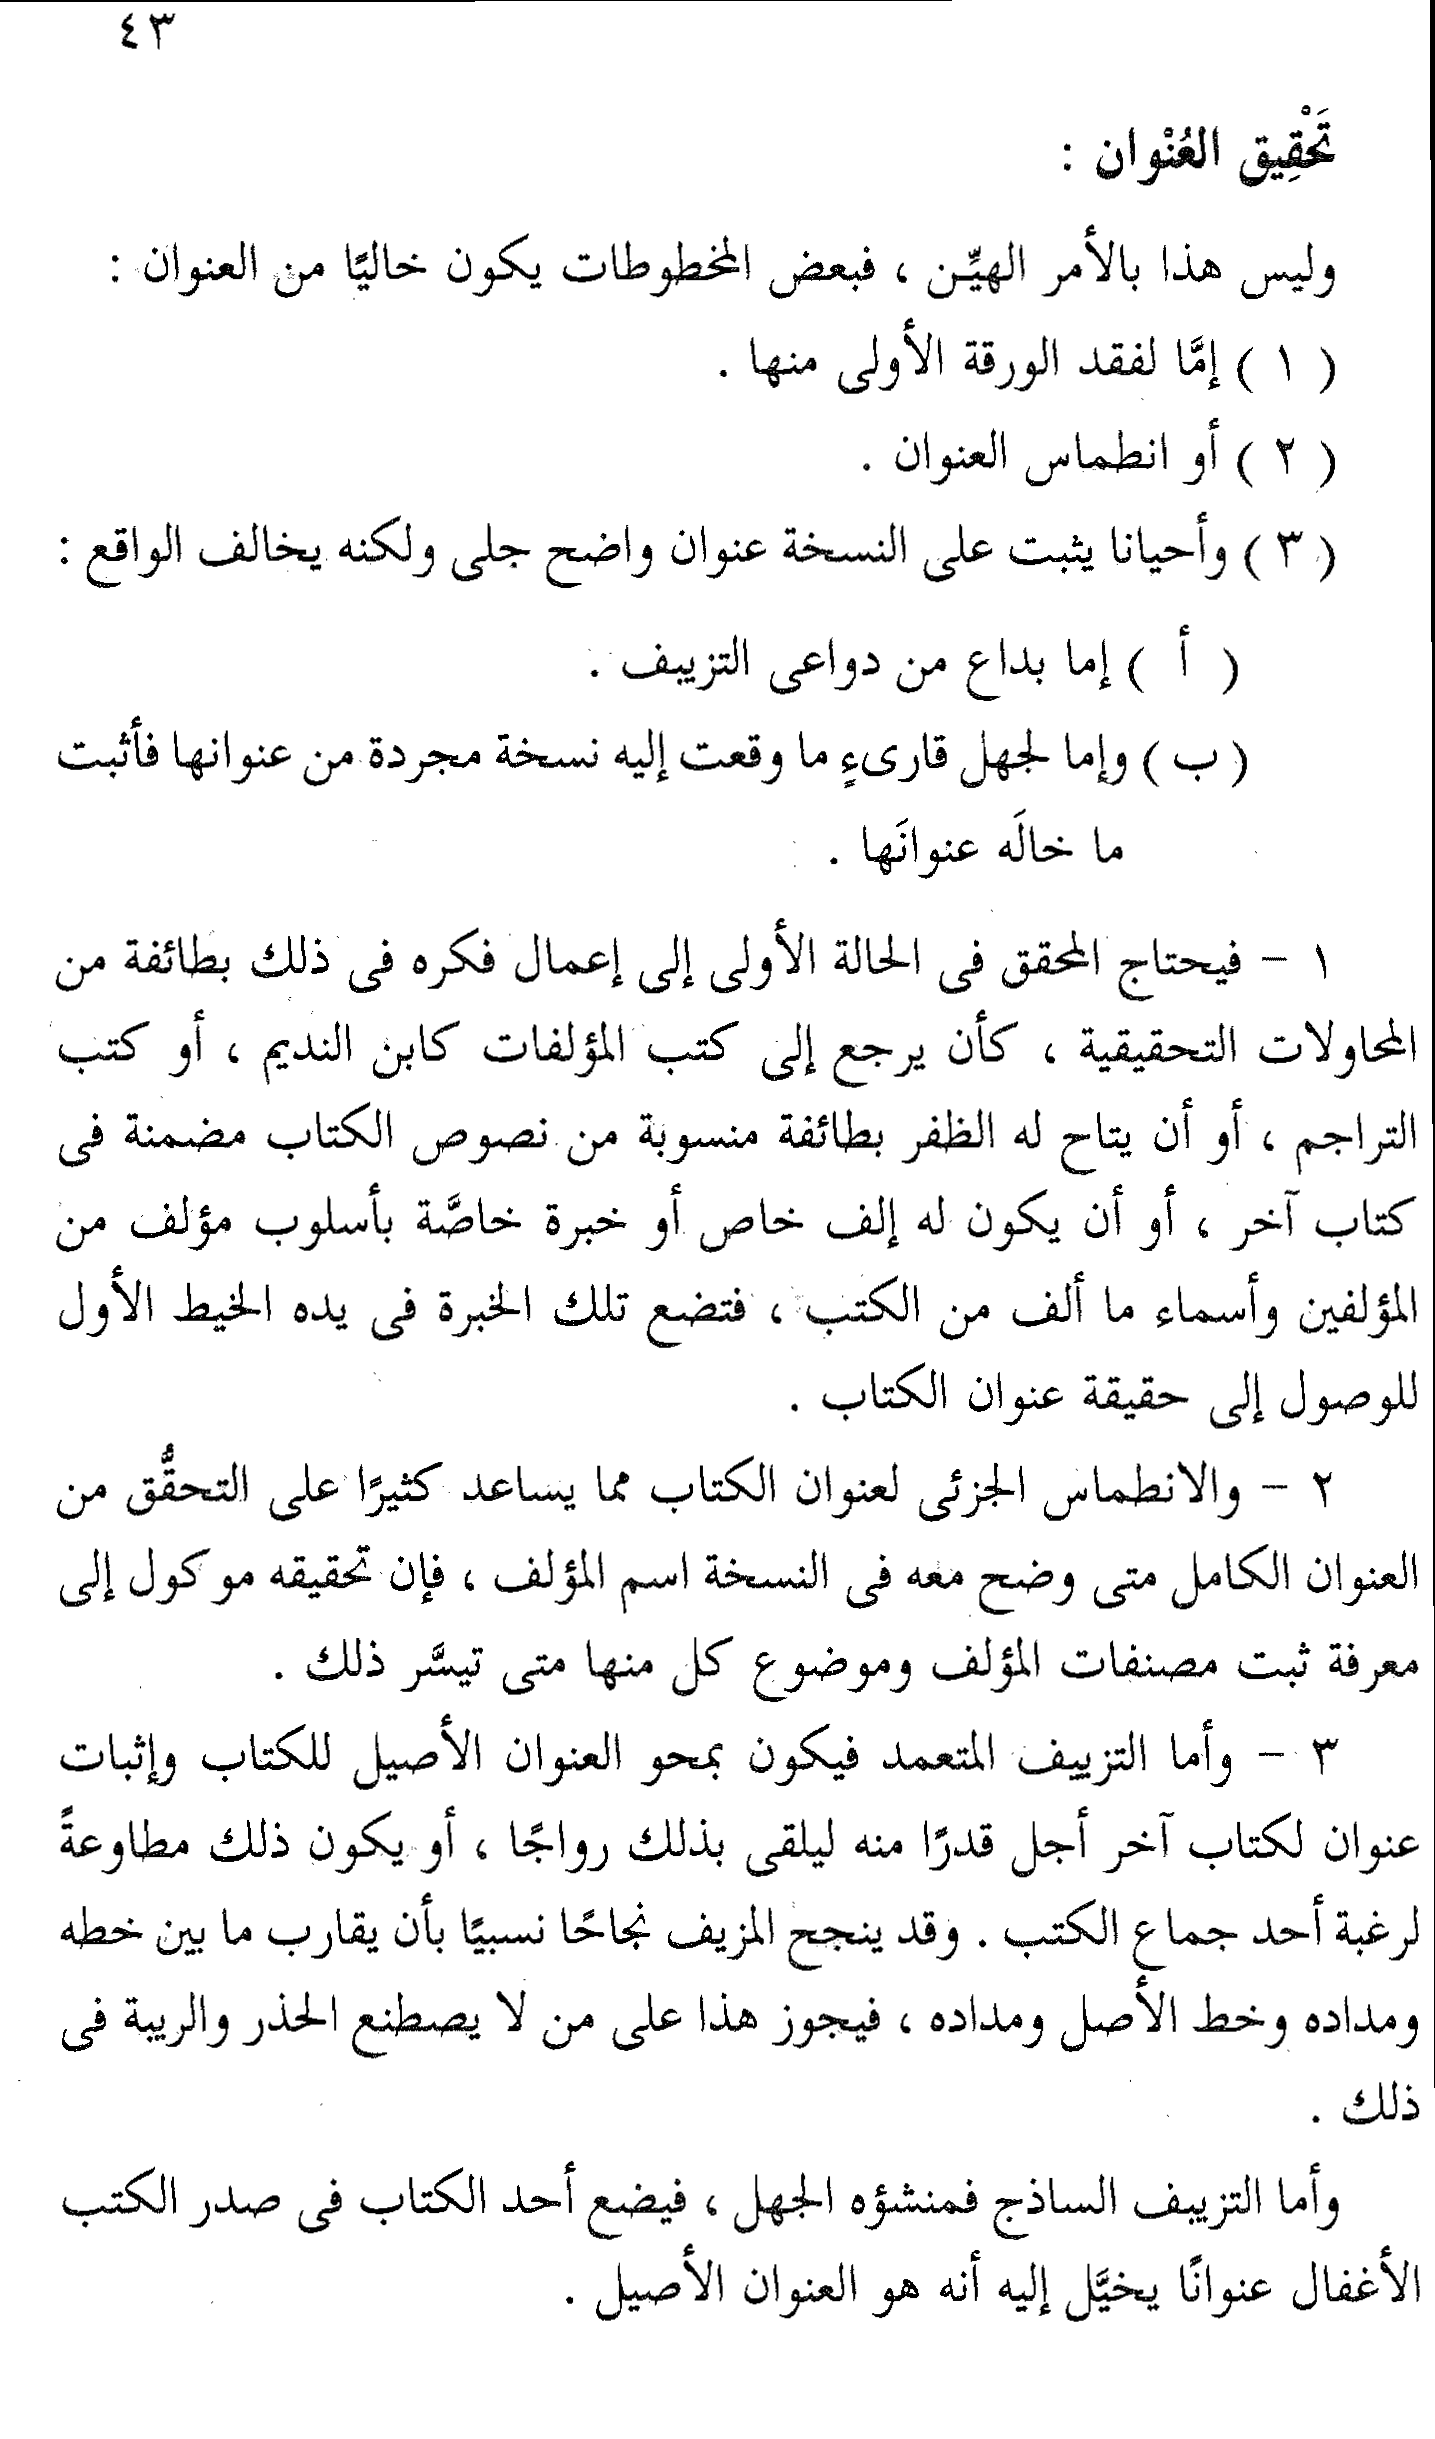 ٤٣
تَحْقِيق العُنْوان :
وليس هذا بالأمر الهيِّن ، فبعض المخطوطات يكون خاليًا من العنوان :
( ١ ) إمَّا لفقد الورقة الأولى منها .
( ٢ ) أو انطماس العنوان .
( ٣ ) وأحيانا يثبت على النسخة عنوان واضح جلى ولكنه يخالف الواقع :
( أ ) إما بداع من دواعى التزييف .
( ب ) وإما لجهل قارىءٍ ما وقعت إليه نسخة مجردة من عنوانها فأثبت
ما خالَه عنوانَها .
١ – فيحتاج المحقق فى الحالة الأولى إلى إعمال فكره فى ذلك بطائفة من
المحاولات التحقيقية ، كأن يرجع إلى كتب المؤلفات كابن النديم ، أو كتب
التراجم ، أو أن يتاح له الظفر بطائفة منسوبة من نصوص الكتاب مضمنة فى
كتاب آخر ، أو أن يكون له إلف خاص أو خبرة خاصَّة بأسلوب مؤلف من
المؤلفين وأسماء ما ألف من الكتب ، فتضع تلك الخبرة فى يده الخيط الأول
للوصول إلى حقيقة عنوان الكتاب .
٢ – والانطماس الجزئى لعنوان الكتاب مما يساعد كثيرًا على التحقُّق من
العنوان الكامل متى وضح معه فى النسخة اسم المؤلف ، فإن تحقيقه موكول إلى
معرفة ثبت مصنفات المؤلف وموضوع كل منها متى تيسَّر ذلك .
٣ – وأما التزييف المتعمد فيكون بمحو العنوان الأصيل للكتاب وإثبات
عنوان لكتاب آخر أجل قدرًا منه ليلقى بذلك رواجًا ، أو يكون ذلك مطاوعةً
لرغبة أحد جماع الكتب . وقد ينجح المزيف نجاحًا نسبيًا بأن يقارب ما بين خطه
ومداده وخط الأصل ومداده ، فيجوز هذا على من لا يصطنع الحذر والريبة فى
ذلك .
وأما التزييف الساذج فمنشؤه الجهل ، فيضع أحد الكتاب فى صدر الكتب
الأغفال عنوانًا يخيَّل إليه أنه هو العنوان الأصيل .